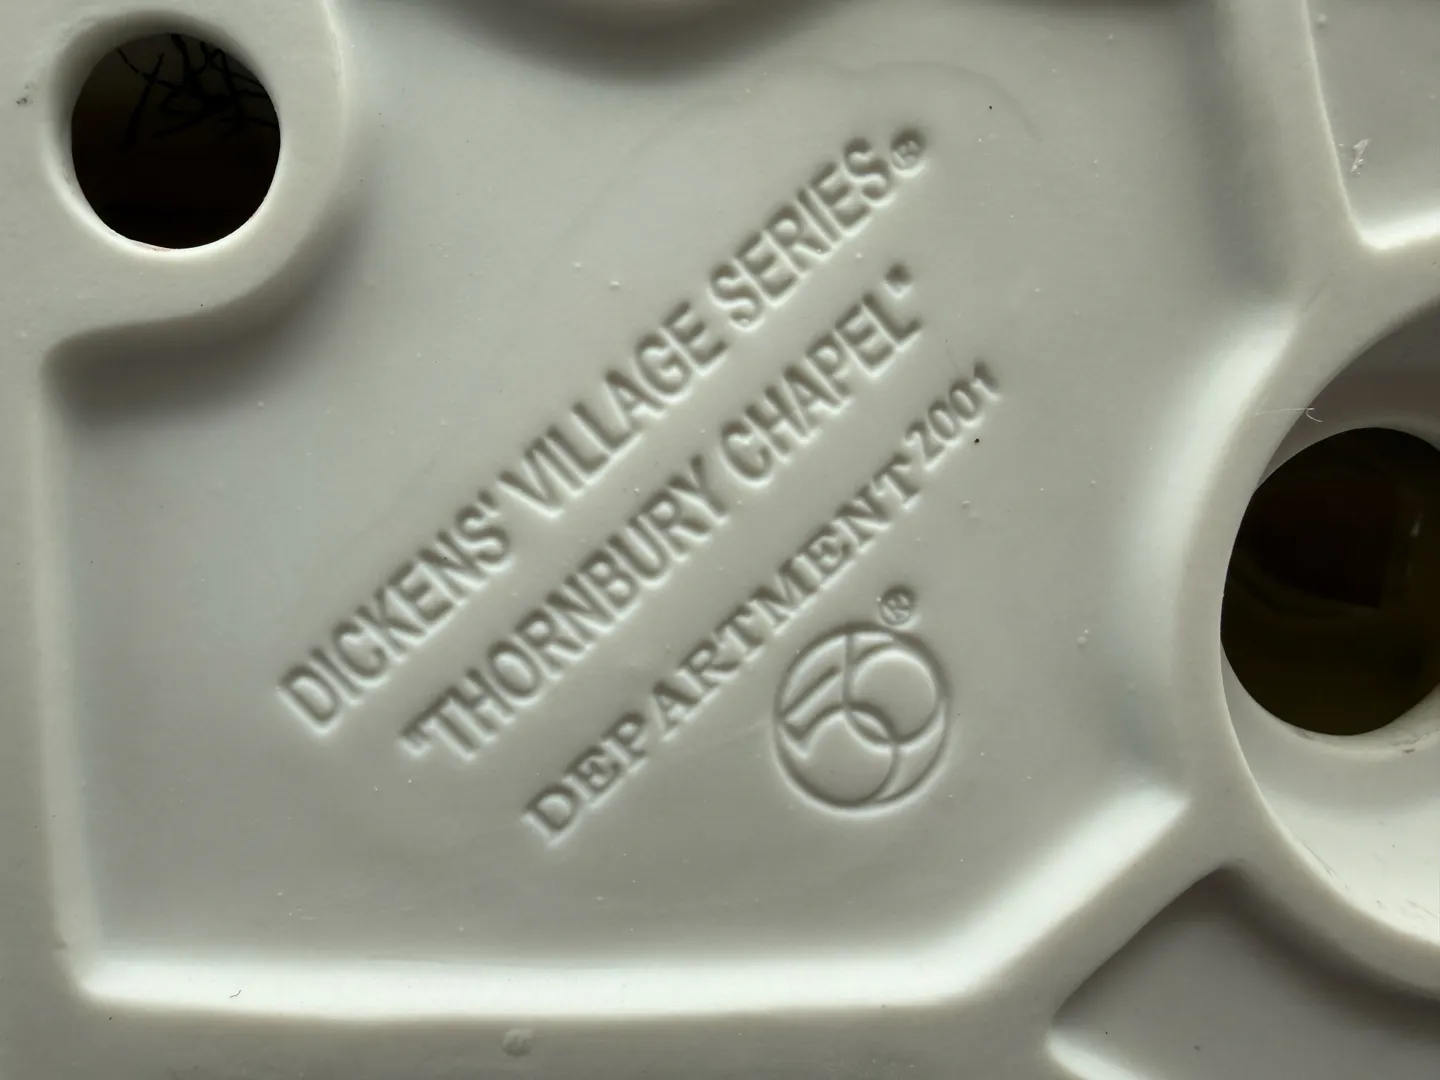 DICKENS' VILLAGE SERIES®
"THORNBURY CHAPEL"
DEPARTMENT 2001
56®